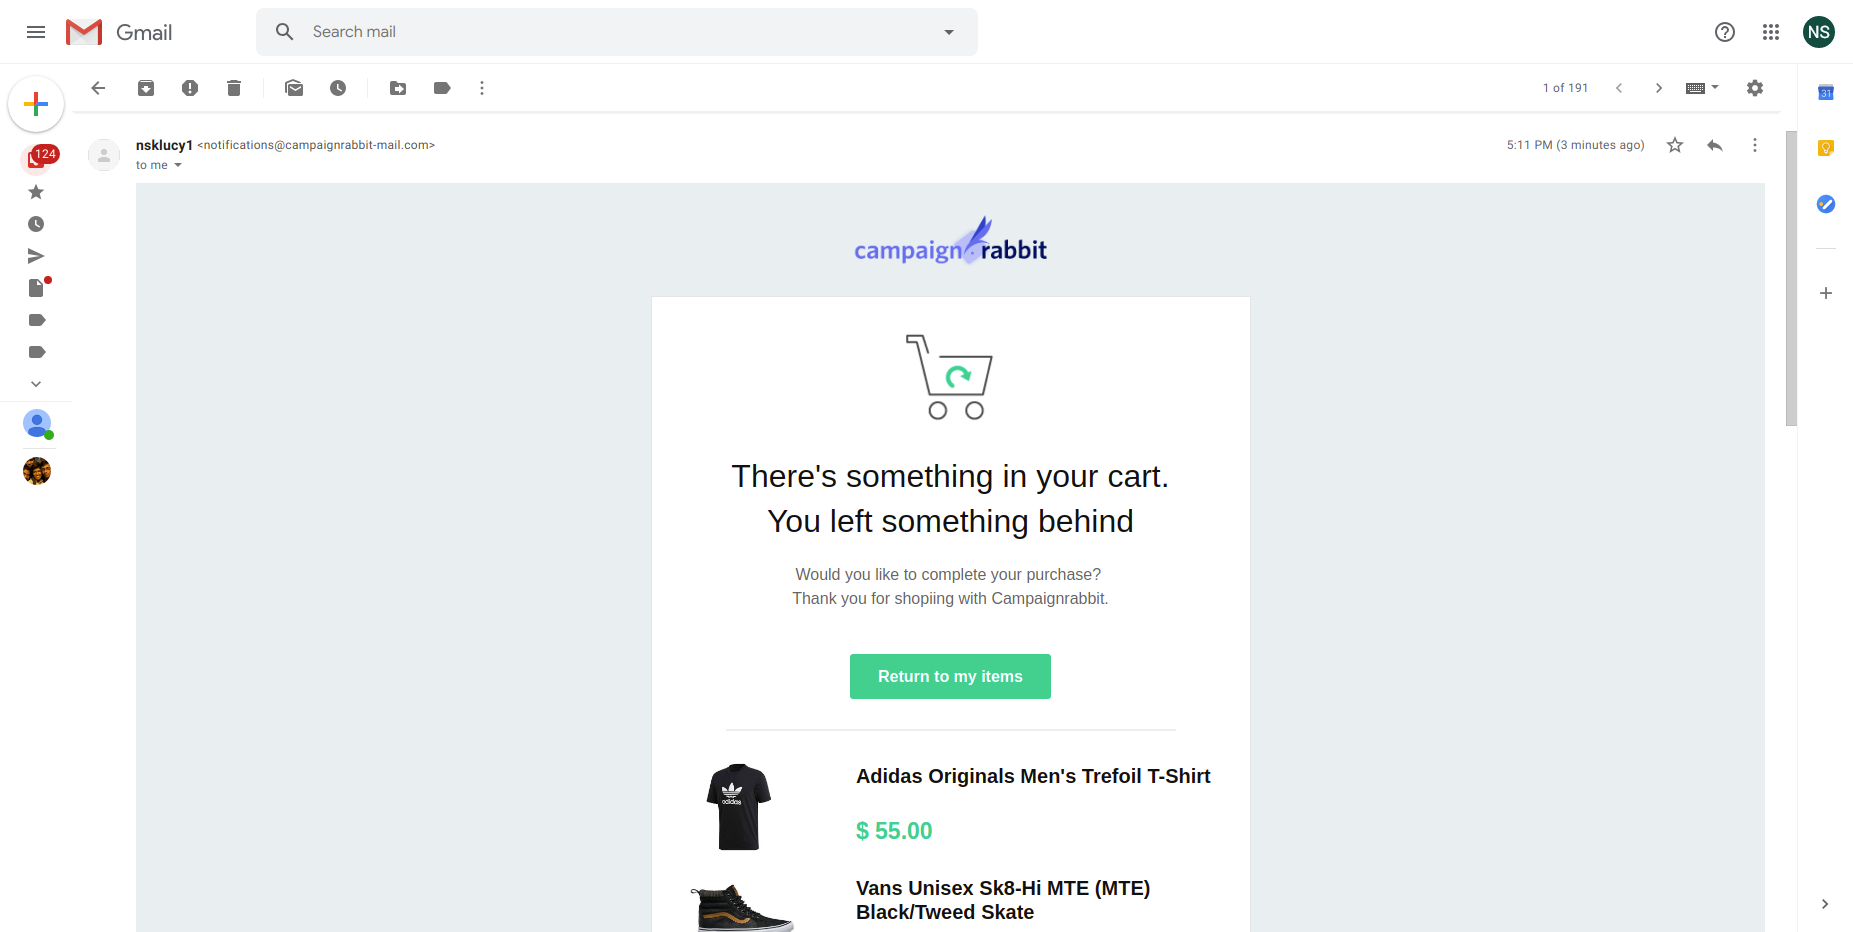 Gmail
Search mail
NS
1 of 191
31
124
nsklucy1 <notifications@campaignrabbit-mail.com>
5:11 PM (3 minutes ago)
to me
campaign rabbit
There's something in your cart.
You left something behind
Would you like to complete your purchase?
Thank you for shopiing with Campaignrabbit.
Return to my items
adidas
Adidas Originals Men's Trefoil T-Shirt
$ 55.00
Vans Unisex Sk8-Hi MTE (MTE)
Black/Tweed Skate